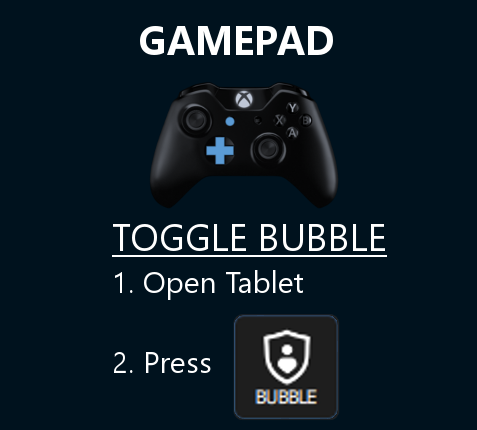 GAMEPAD
Y
X B
A
TOGGLE BUBBLE
1. Open Tablet
2. Press
BUBBLE